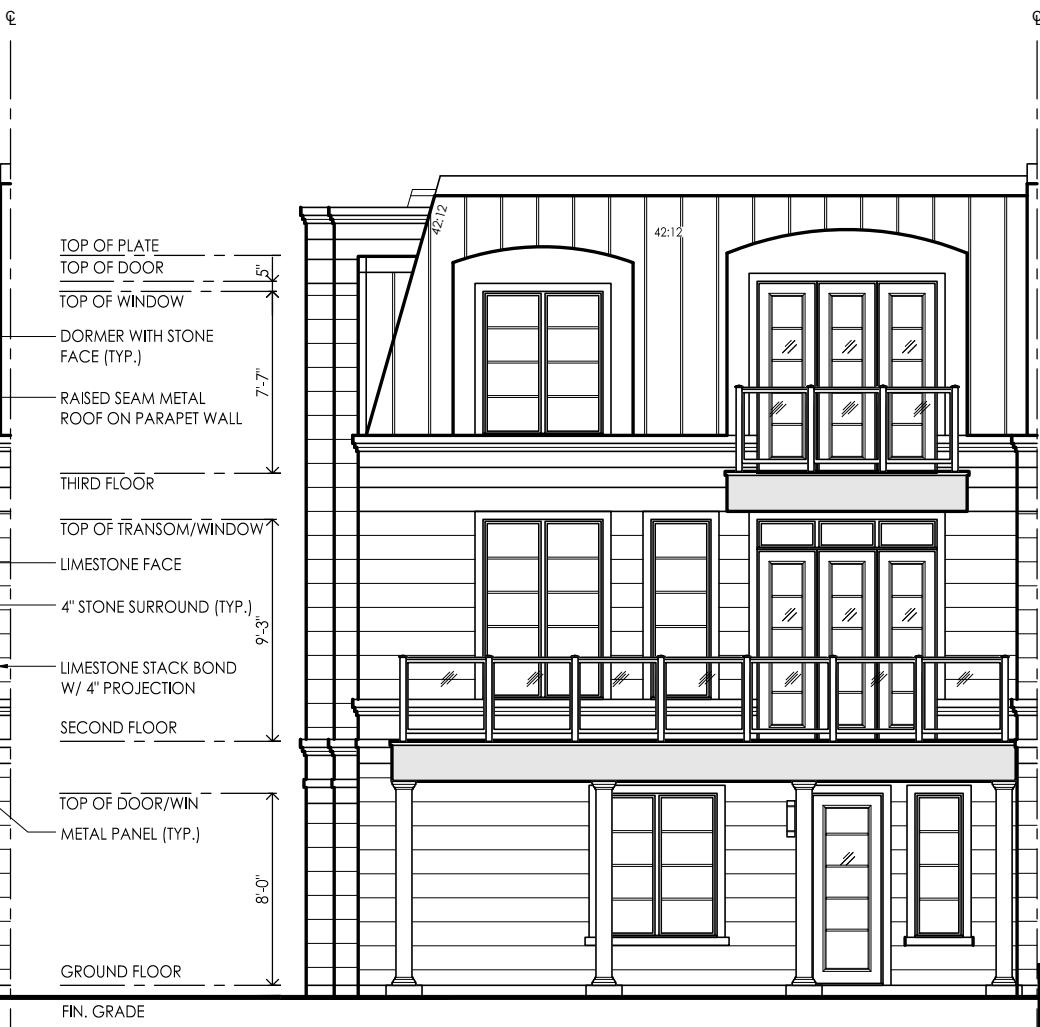 ℄
℄
TOP OF PLATE
TOP OF DOOR
5"
TOP OF WINDOW
DORMER WITH STONE
FACE (TYP.)
RAISED SEAM METAL
ROOF ON PARAPET WALL
7'-7"
THIRD FLOOR
42:12
42:12
TOP OF TRANSOM/WINDOW
LIMESTONE FACE
4" STONE SURROUND (TYP.)
9'-3"
LIMESTONE STACK BOND
W/ 4" PROJECTION
SECOND FLOOR
TOP OF DOOR/WIN
METAL PANEL (TYP.)
8'-0"
GROUND FLOOR
FIN. GRADE